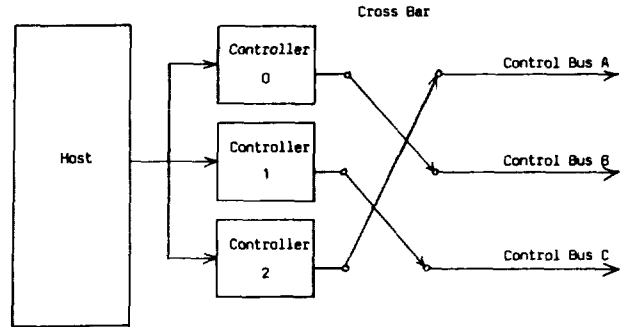 Cross Bar
Controller
0
Control Bus A
Host
Controller
1
Control Bus B
Controller
2
Control Bus C